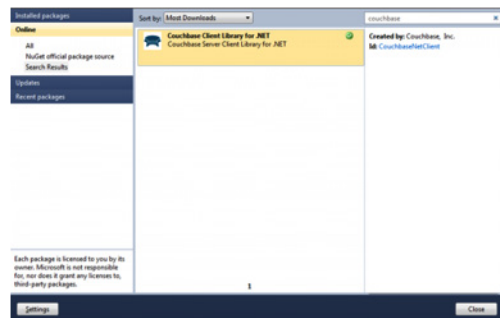 Installed packages
Online
All
NuGet official package source
Search Results
Updates
Recent packages
Each package is licensed to you by its
owner. Microsoft is not responsible
for, nor does it grant any licenses to,
third-party packages.
Settings
Sort by: Most Downloads
Couchbase Client Library for .NET
Couchbase Server Client Library for .NET
1
couchbase
Created by: Couchbase, Inc.
Id: CouchbaseNetClient
Close